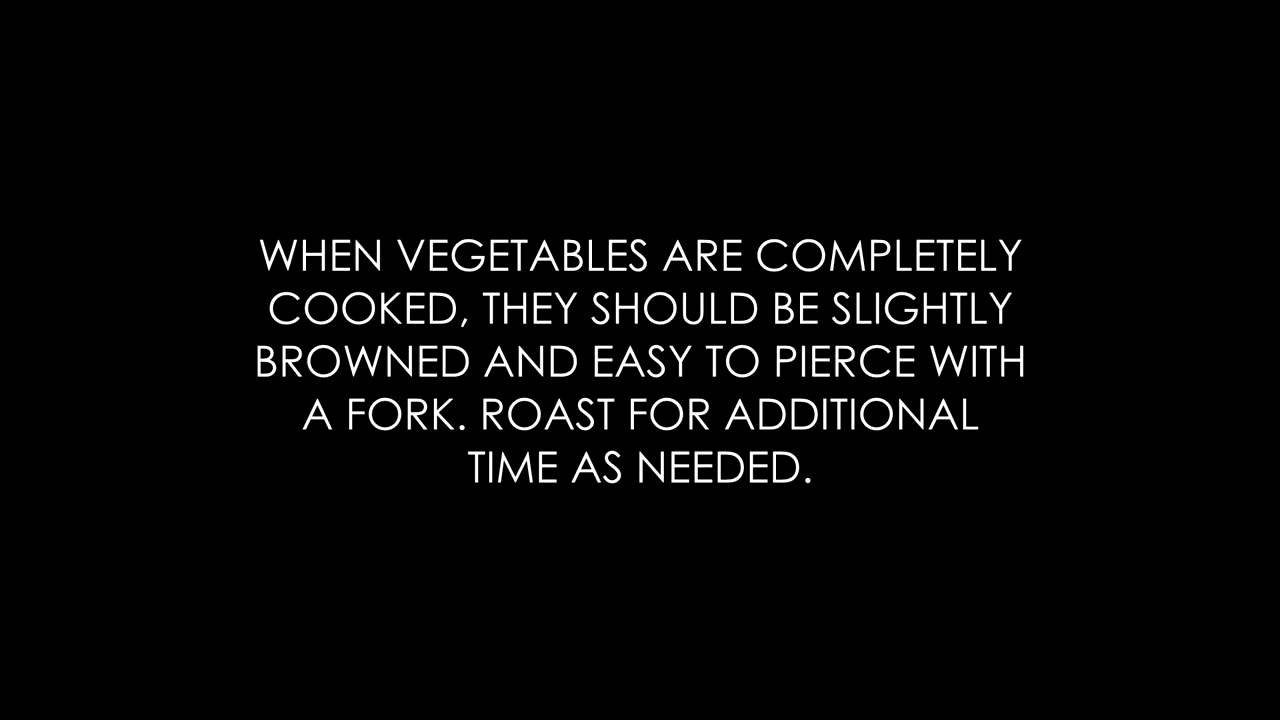 WHEN VEGETABLES ARE COMPLETELY
COOKED, THEY SHOULD BE SLIGHTLY
BROWNED AND EASY TO PIERCE WITH
A FORK. ROAST FOR ADDITIONAL
TIME AS NEEDED.